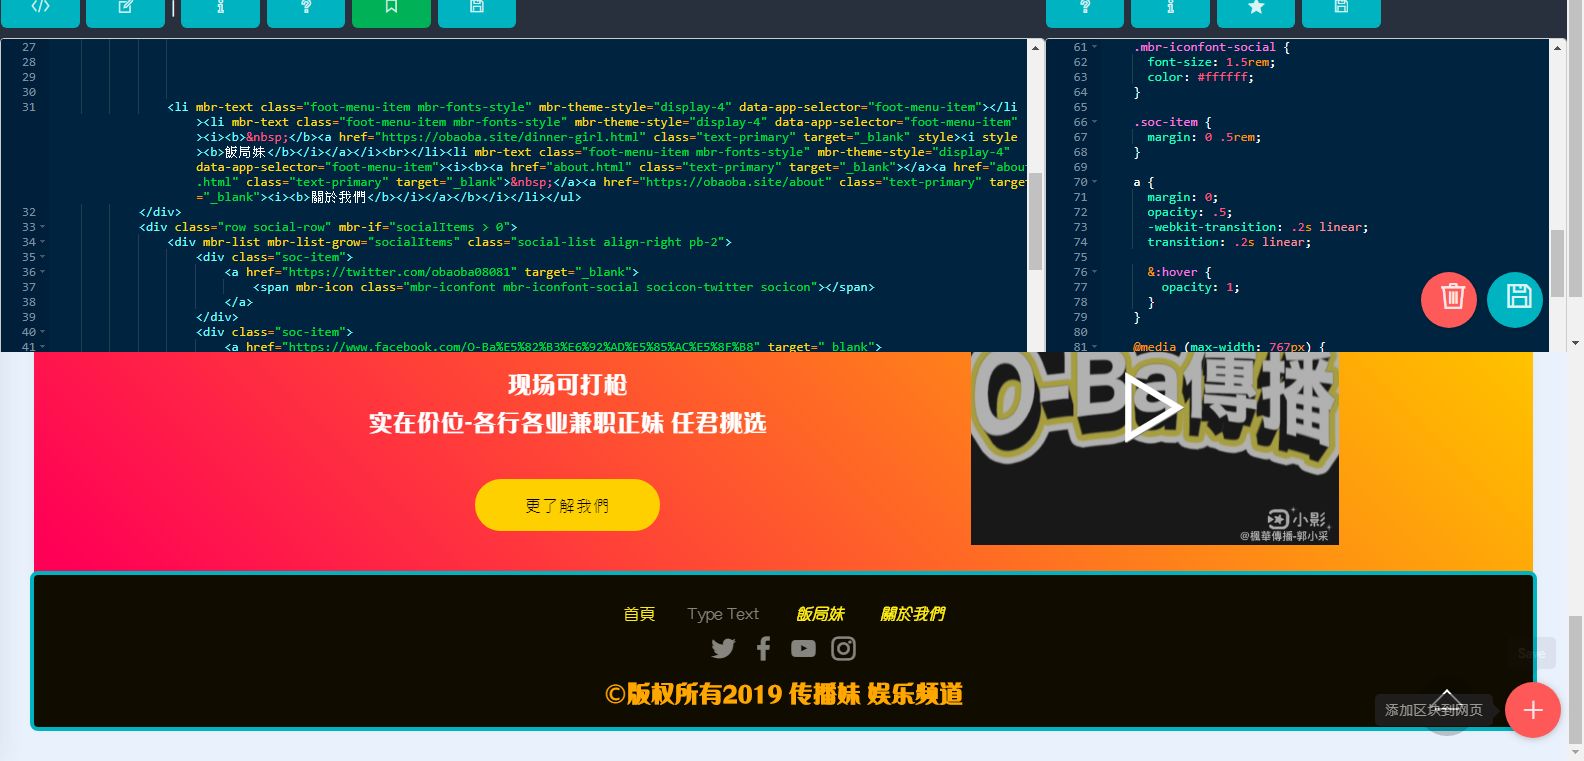 27
28
29
30
31 <li mbr-text class="foot-menu-item mbr-fonts-style" mbr-theme-style="display-4" data-app-selector="foot-menu-item"></li
><li mbr-text class="foot-menu-item mbr-fonts-style" mbr-theme-style="display-4" data-app-selector="foot-menu-item"
><i><b>&nbsp;</b><a href="https://obaoba.site/dinner-girl.html" class="text-primary" target="_blank" style><i style
><b>飯局妹</b></i></a></i><br></li><li mbr-text class="foot-menu-item mbr-fonts-style" mbr-theme-style="display-4"
data-app-selector="foot-menu-item"><i><b><a href="about.html" class="text-primary" target="_blank"></a><a href="about
.html" class="text-primary" target="_blank">&nbsp;</a><a href="https://obaoba.site/about" class="text-primary" target
="_blank"><i><b>關於我們</b></i></a></b></i></li></ul>
32 </div>
33 <div class="row social-row" mbr-if="socialItems > 0">
34 <div mbr-list mbr-list-grow="socialItems" class="social-list align-right pb-2">
35 <div class="soc-item">
36 <a href="https://twitter.com/obaoba08081" target="_blank">
37 <span mbr-icon class="mbr-iconfont mbr-iconfont-social socicon-twitter socicon"></span>
38 </a>
39 </div>
40 <div class="soc-item">
41 <a href="https://www.facebook.com/O-Ba%E5%82%B3%E6%92%AD%E5%85%AC%E5%8F%B8" target="_blank">
61 .mbr-iconfont-social {
62 font-size: 1.5rem;
63 color: #ffffff;
64 }
65
66 .soc-item {
67 margin: 0 .5rem;
68 }
69
70 a {
71 margin: 0;
72 opacity: .5;
73 -webkit-transition: .2s linear;
74 transition: .2s linear;
75
76 &:hover {
77 opacity: 1;
78 }
79 }
80
81 @media (max-width: 767px) {
现场可打枪
实在价位-各行各业兼职正妹 任君挑选
更了解我們
O-Ba傳播
小影
@楓華傳播-郭小采
首頁 Type Text 飯局妹 關於我們
©版权所有2019 传播妹 娱乐频道
Save
添加区块到网页